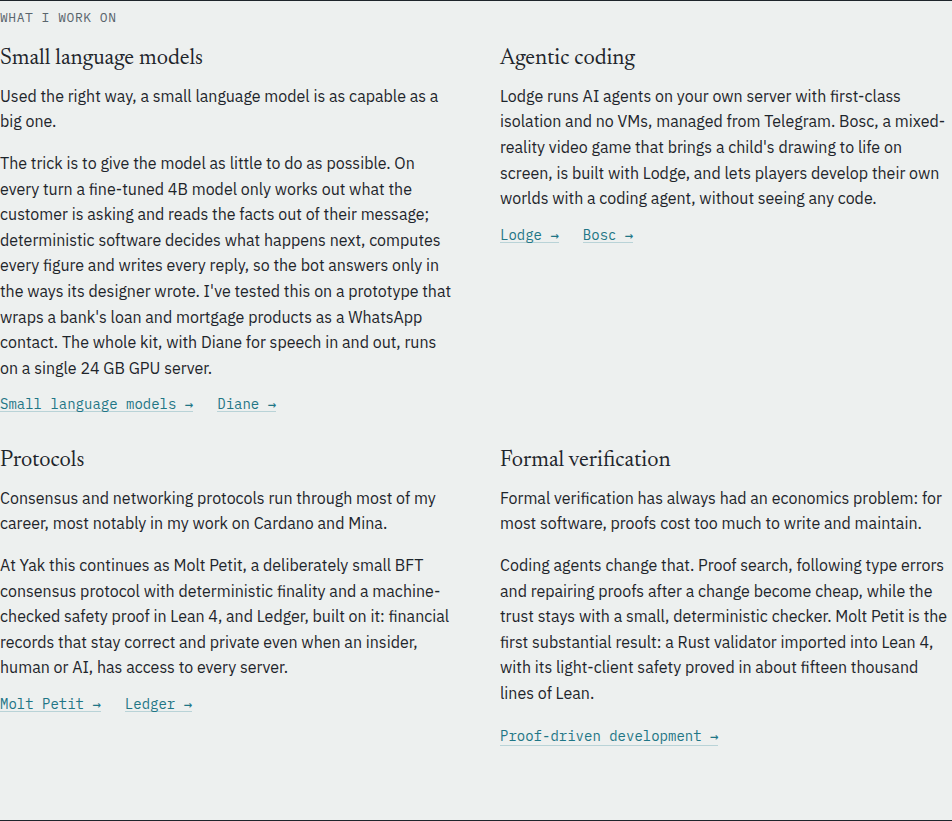 WHAT I WORK ON
Small language models
Used the right way, a small language model is as capable as a
big one.
The trick is to give the model as little to do as possible. On
every turn a fine-tuned 4B model only works out what the
customer is asking and reads the facts out of their message;
deterministic software decides what happens next, computes
every figure and writes every reply, so the bot answers only in
the ways its designer wrote. I've tested this on a prototype that
wraps a bank's loan and mortgage products as a WhatsApp
contact. The whole kit, with Diane for speech in and out, runs
on a single 24 GB GPU server.
Small language models → Diane →
Agentic coding
Lodge runs AI agents on your own server with first-class
isolation and no VMs, managed from Telegram. Bosc, a mixed-
reality video game that brings a child's drawing to life on
screen, is built with Lodge, and lets players develop their own
worlds with a coding agent, without seeing any code.
Lodge → Bosc →
Protocols
Consensus and networking protocols run through most of my
career, most notably in my work on Cardano and Mina.
At Yak this continues as Molt Petit, a deliberately small BFT
consensus protocol with deterministic finality and a machine-
checked safety proof in Lean 4, and Ledger, built on it: financial
records that stay correct and private even when an insider,
human or AI, has access to every server.
Molt Petit → Ledger →
Formal verification
Formal verification has always had an economics problem: for
most software, proofs cost too much to write and maintain.
Coding agents change that. Proof search, following type errors
and repairing proofs after a change become cheap, while the
trust stays with a small, deterministic checker. Molt Petit is the
first substantial result: a Rust validator imported into Lean 4,
with its light-client safety proved in about fifteen thousand
lines of Lean.
Proof-driven development →